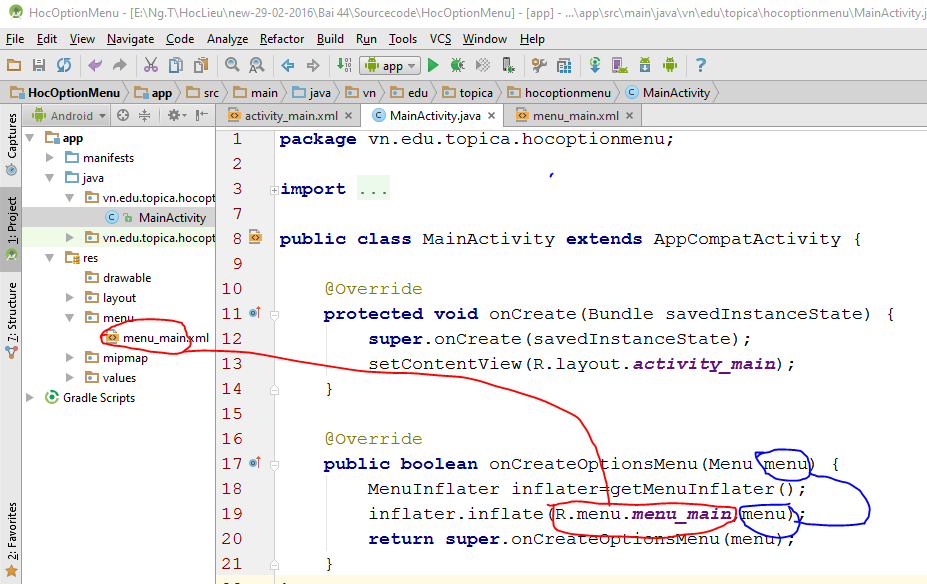 HocOptionMenu - [E:\Ng.T\HocLieu\new-29-02-2016\Bai 44\Sourcecode\HocOptionMenu] - [app] - ...\app\src\main\java\vn\edu\topica\hocoptionmenu\MainActivity.j
File Edit View Navigate Code Analyze Refactor Build Run Tools VCS Window Help
app
HocOptionMenu app src main java vn edu topica hocoptionmenu MainActivity
Android
activity_main.xml MainActivity.java menu_main.xml
Captures
1: Project
7: Structure
2: Favorites
app
manifests
java
vn.edu.topica.hocopt
MainActivity
vn.edu.topica.hocopt
res
drawable
layout
menu
menu_main.xml
mipmap
values
Gradle Scripts
1 package vn.edu.topica.hocoptionmenu;
2
3 import ...
7
8 public class MainActivity extends AppCompatActivity {
9
10 @Override
11 protected void onCreate(Bundle savedInstanceState) {
12 super.onCreate(savedInstanceState);
13 setContentView(R.layout.activity_main);
14 }
15
16 @Override
17 public boolean onCreateOptionsMenu(Menu menu) {
18 MenuInflater inflater=getMenuInflater();
19 inflater.inflate(R.menu.menu_main,menu);
20 return super.onCreateOptionsMenu(menu);
21 }